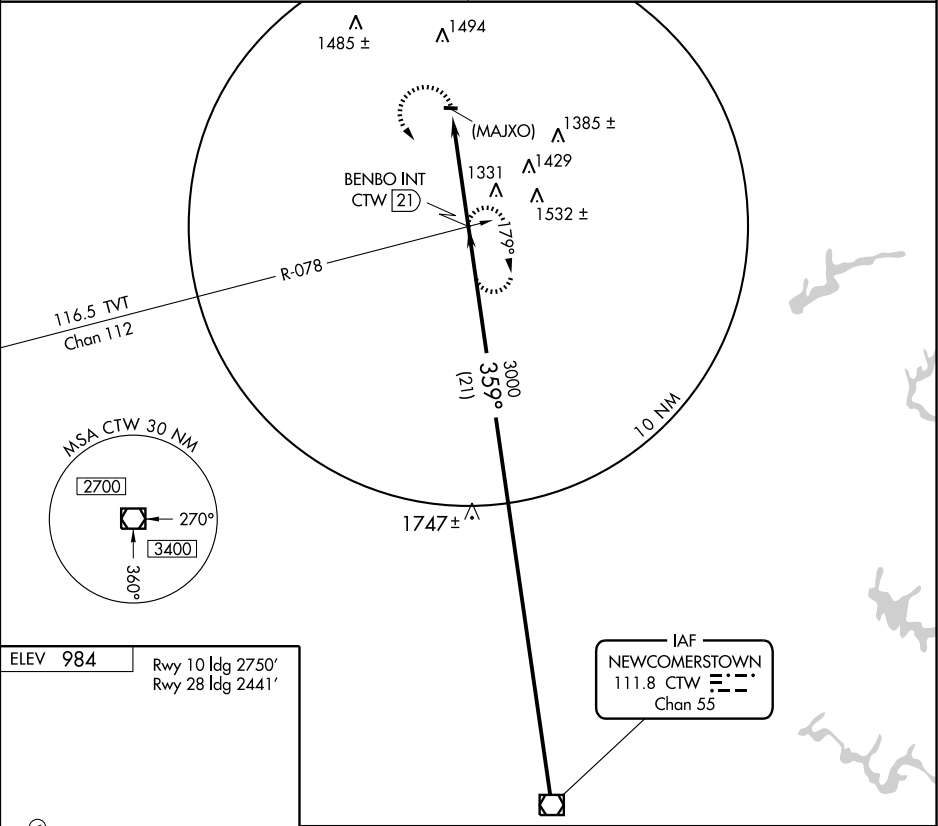 1485 ±
1494
(MAJXO)
1385 ±
1429
1331
1532 ±
BENBO INT
CTW 21
179°
R-078
116.5 TVT
Chan 112
3000
359°
(21)
10 NM
MSA CTW 30 NM
2700
270°
3400
360°
1747 ±
IAF
NEWCOMERSTOWN
111.8 CTW
Chan 55
ELEV 984
Rwy 10 ldg 2750'
Rwy 28 ldg 2441'